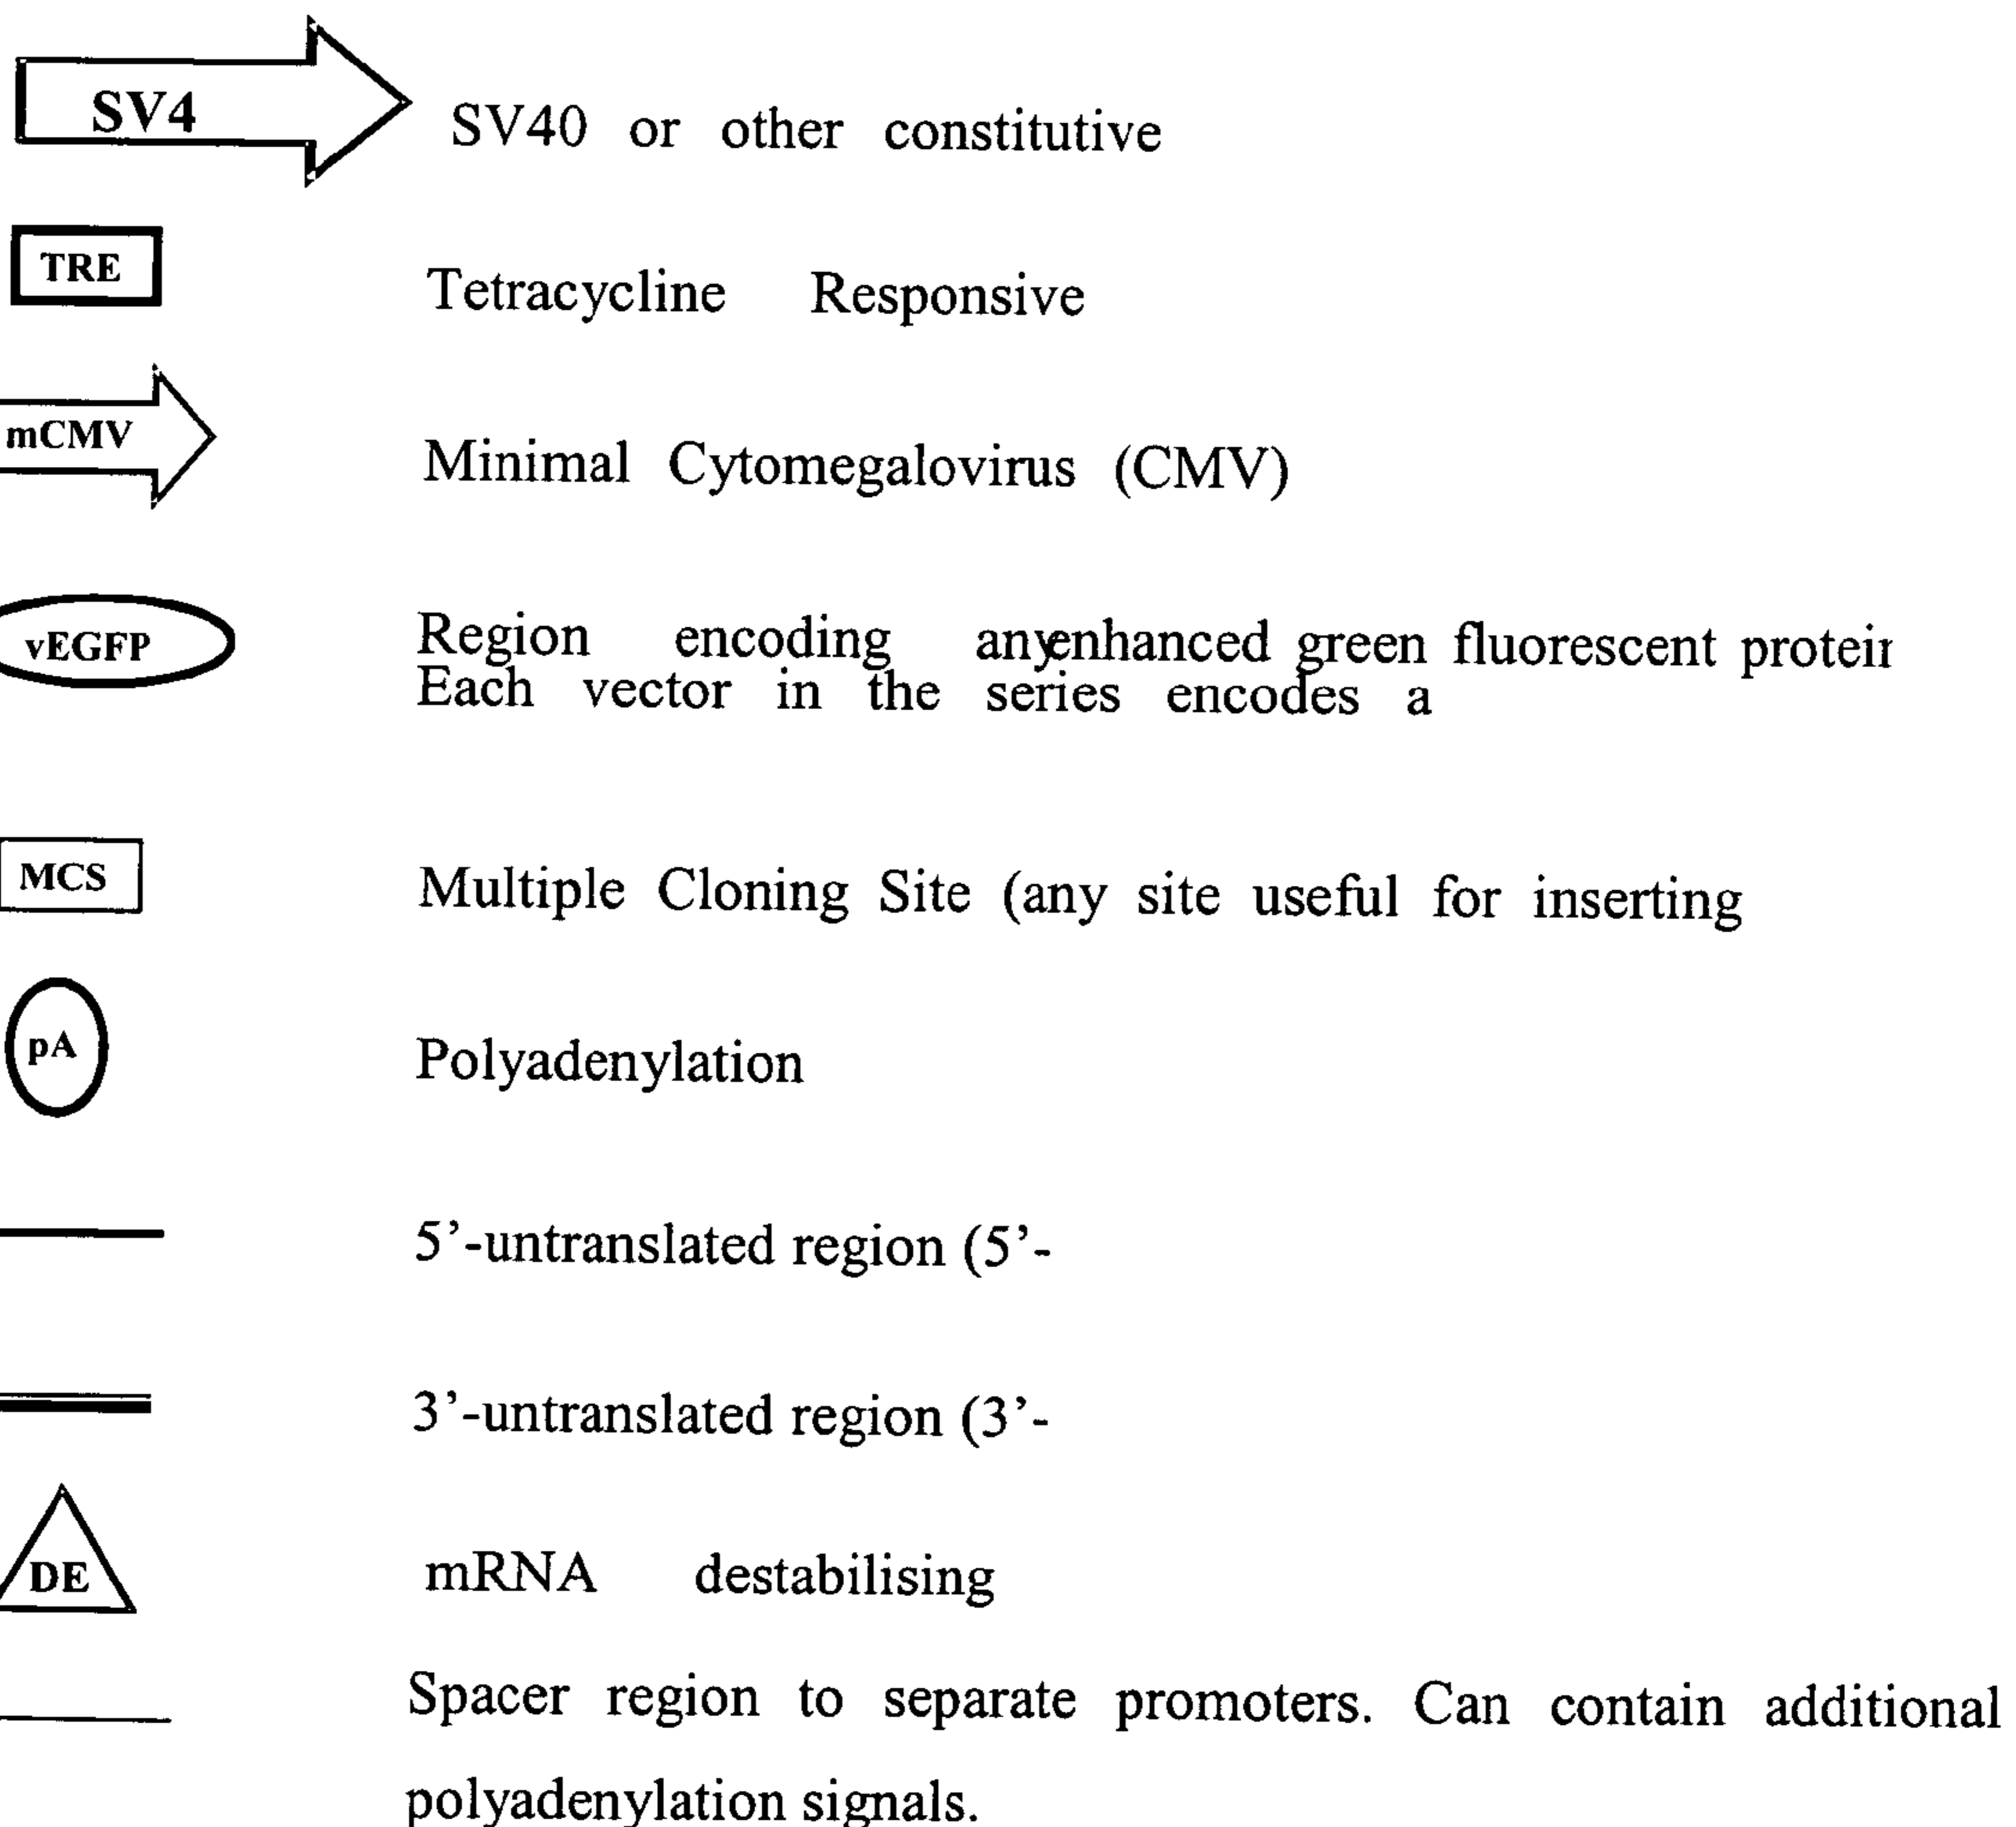 SV4 SV40 or other constitutive
TRE Tetracycline Responsive
mCMV Minimal Cytomegalovirus (CMV)
vEGFP Region encoding any enhanced green fluorescent protein
Each vector in the series encodes a
MCS Multiple Cloning Site (any site useful for inserting
pA Polyadenylation
5’-untranslated region (5’-
3’-untranslated region (3’-
DE mRNA destabilising
Spacer region to separate promoters. Can contain additional
polyadenylation signals.